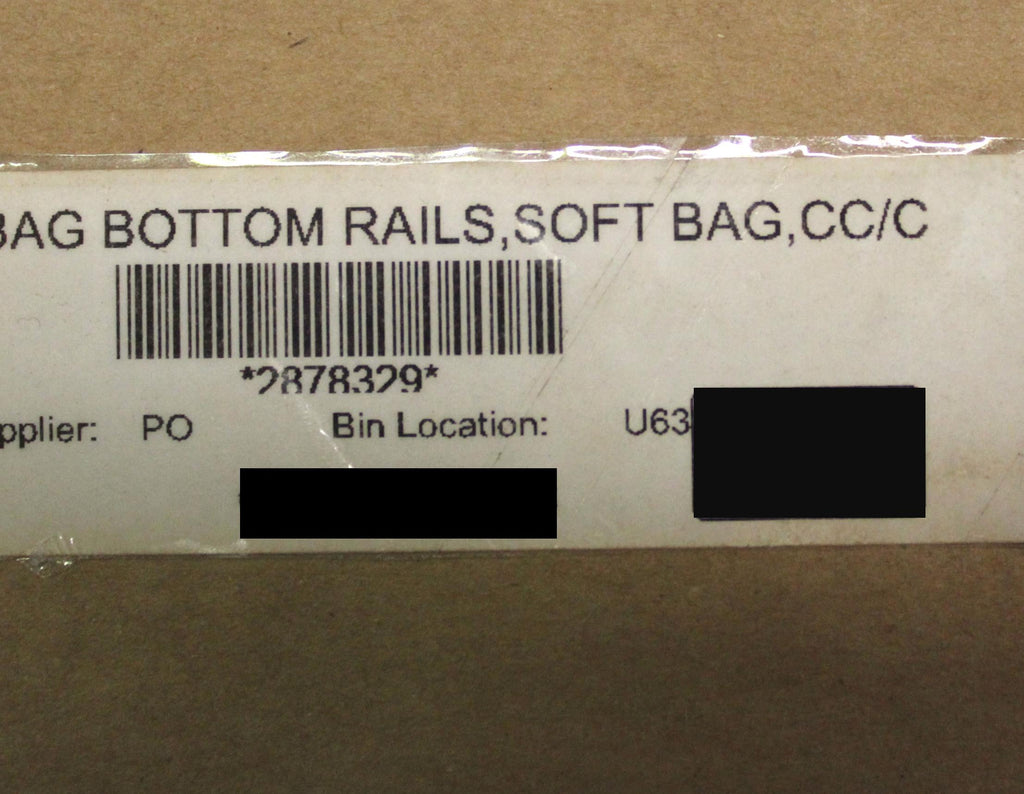 BAG BOTTOM RAILS,SOFT BAG,CC/C
*2878329*
pplier: PO Bin Location: U63